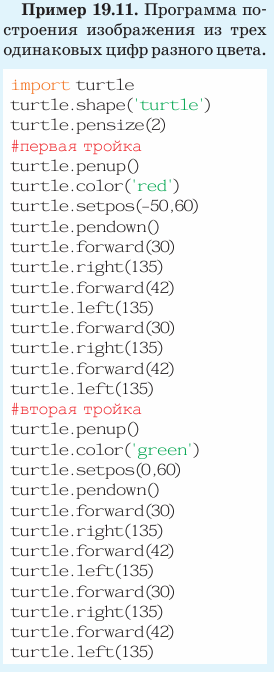 Пример 19.11. Программа по-
строения изображения из трех
одинаковых цифр разного цвета.
import turtle
turtle.shape('turtle')
turtle.pensize(2)
#первая тройка
turtle.penup()
turtle.color('red')
turtle.setpos(-50,60)
turtle.pendown()
turtle.forward(30)
turtle.right(135)
turtle.forward(42)
turtle.left(135)
turtle.forward(30)
turtle.right(135)
turtle.forward(42)
turtle.left(135)
#вторая тройка
turtle.penup()
turtle.color('green')
turtle.setpos(0,60)
turtle.pendown()
turtle.forward(30)
turtle.right(135)
turtle.forward(42)
turtle.left(135)
turtle.forward(30)
turtle.right(135)
turtle.forward(42)
turtle.left(135)